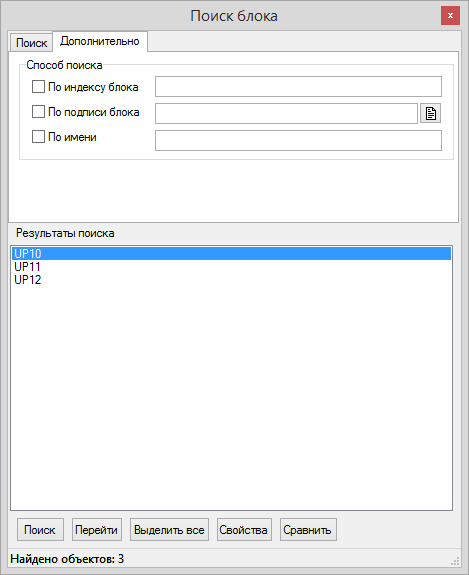 Поиск блока
Поиск Дополнительно
Способ поиска
По индексу блока
По подписи блока
По имени
Результаты поиска
UP10
UP11
UP12
Поиск Перейти Выделить все Свойства Сравнить
Найдено объектов: 3